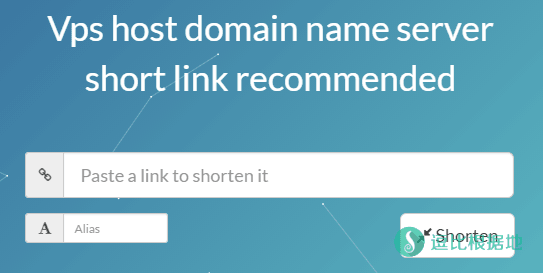 Vps host domain name server
short link recommended
Paste a link to shorten it
A
Alias
Shorten
逗比根据地